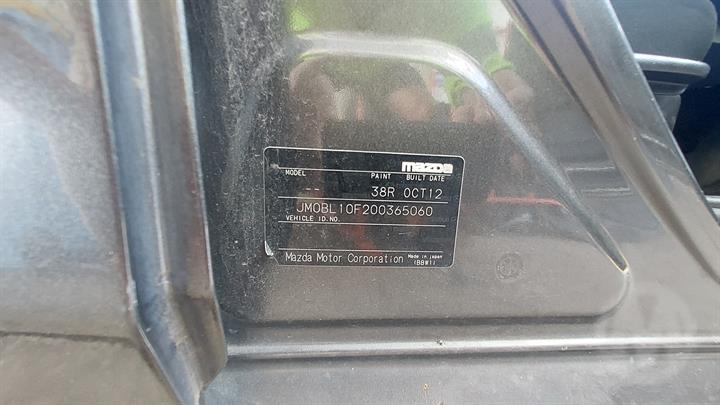 mazda
MODEL PAINT BUILT DATE
-- 38R OCT12
JM0BL10F200365060
VEHICLE ID.NO.
Mazda Motor Corporation Made in Japan
(BBW1)